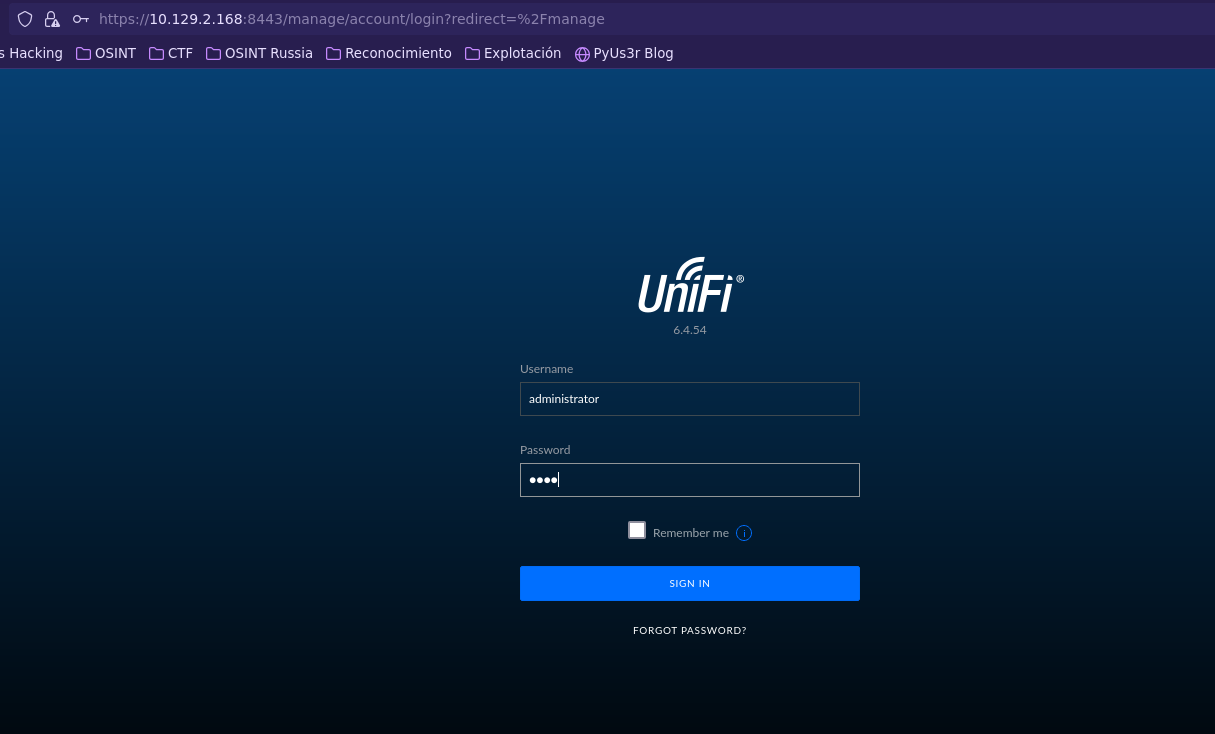 https://10.129.2.168:8443/manage/account/login?redirect=%2Fmanage
s Hacking OSINT CTF OSINT Russia Reconocimiento Explotación PyUs3r Blog
UniFi®
6.4.54
Username
administrator
Password
Remember me
SIGN IN
FORGOT PASSWORD?